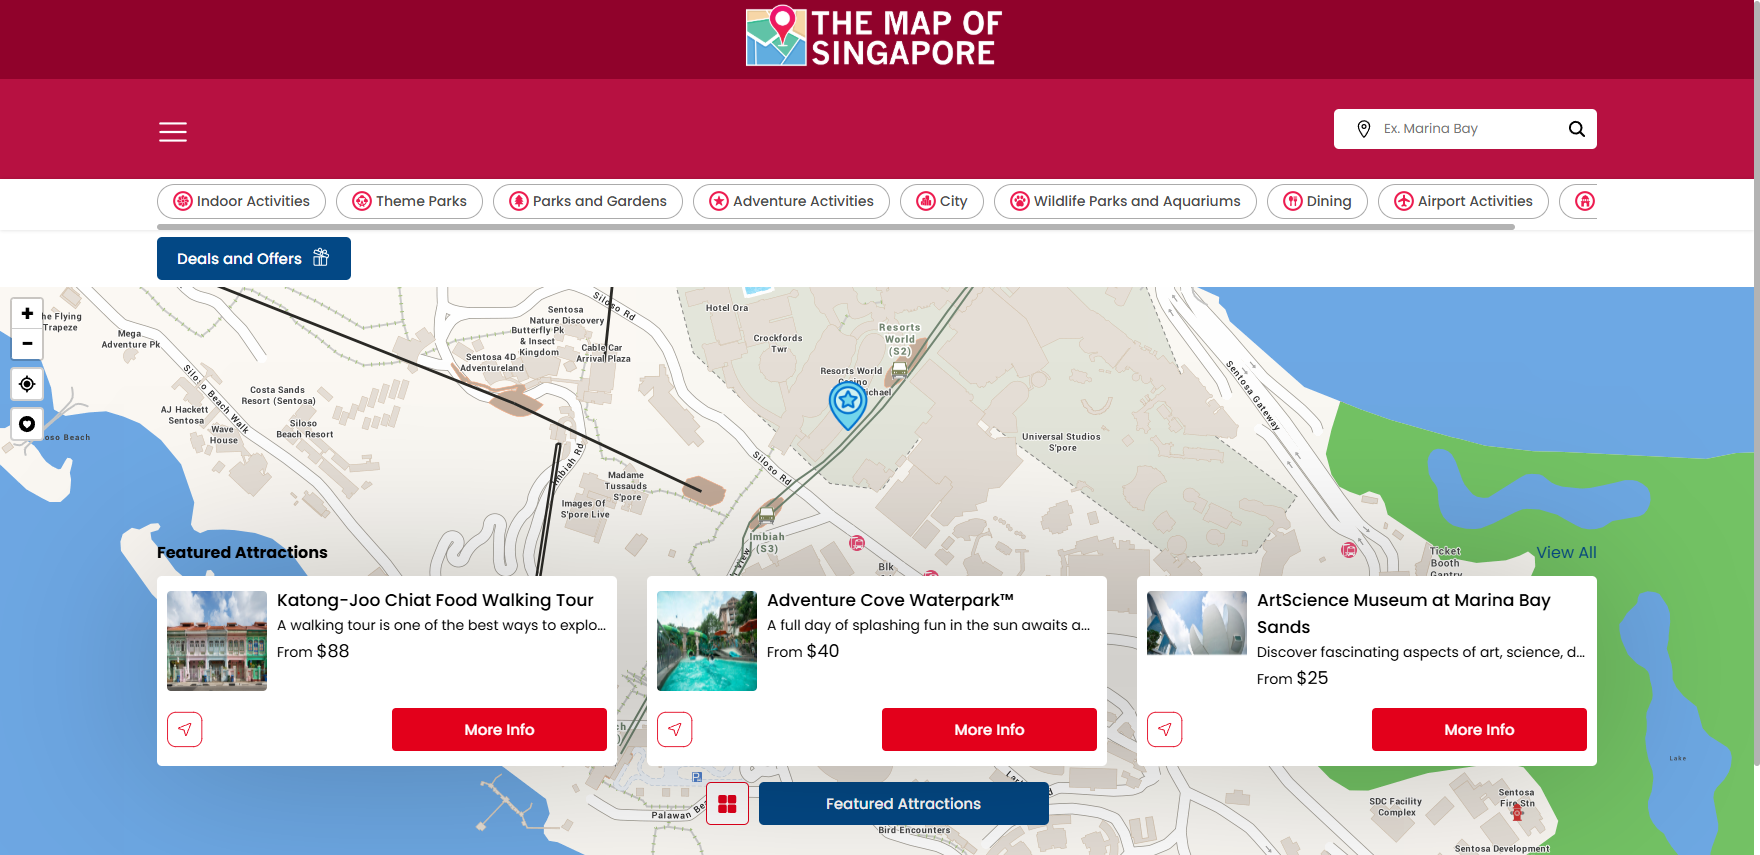 THE MAP OF
SINGAPORE
Ex. Marina Bay
Indoor Activities
Theme Parks
Parks and Gardens
Adventure Activities
City
Wildlife Parks and Aquariums
Dining
Airport Activities
Deals and Offers
+
−
he Flying
Trapeze
Mega
Adventure Pk
Siloso Beach Walk
Costa Sands
Resort (Sentosa)
AJ Hackett
Sentosa
Wave
House
Siloso
Beach Resort
oso Beach
Sentosa
Nature Discovery
Butterfly Pk
& Insect
Kingdom
Sentosa 4D
Adventureland
Cable Car
Arrival Plaza
Siloso Rd
Hotel Ora
Crockfords
Twr
Resorts
World
(S2)
Resorts World
Casino
ichael
Sentosa Gateway
Universal Studios
S'pore
Siloso Rd
Imbiah Rd
Madame
Tussauds
S'pore
Images Of
S'pore Live
Imbiah
(S3)
h View
Blk
Ticket
Booth
Gantry
Featured Attractions
View All
Katong-Joo Chiat Food Walking Tour
A walking tour is one of the best ways to explo...
From $88
More Info
Adventure Cove Waterpark™
A full day of splashing fun in the sun awaits a...
From $40
More Info
ArtScience Museum at Marina Bay
Sands
Discover fascinating aspects of art, science, d...
From $25
More Info
Lake
Featured Attractions
Palawan Be
Bird Encounters
SDC Facility
Complex
Sentosa
Fire Stn
Sentosa Development